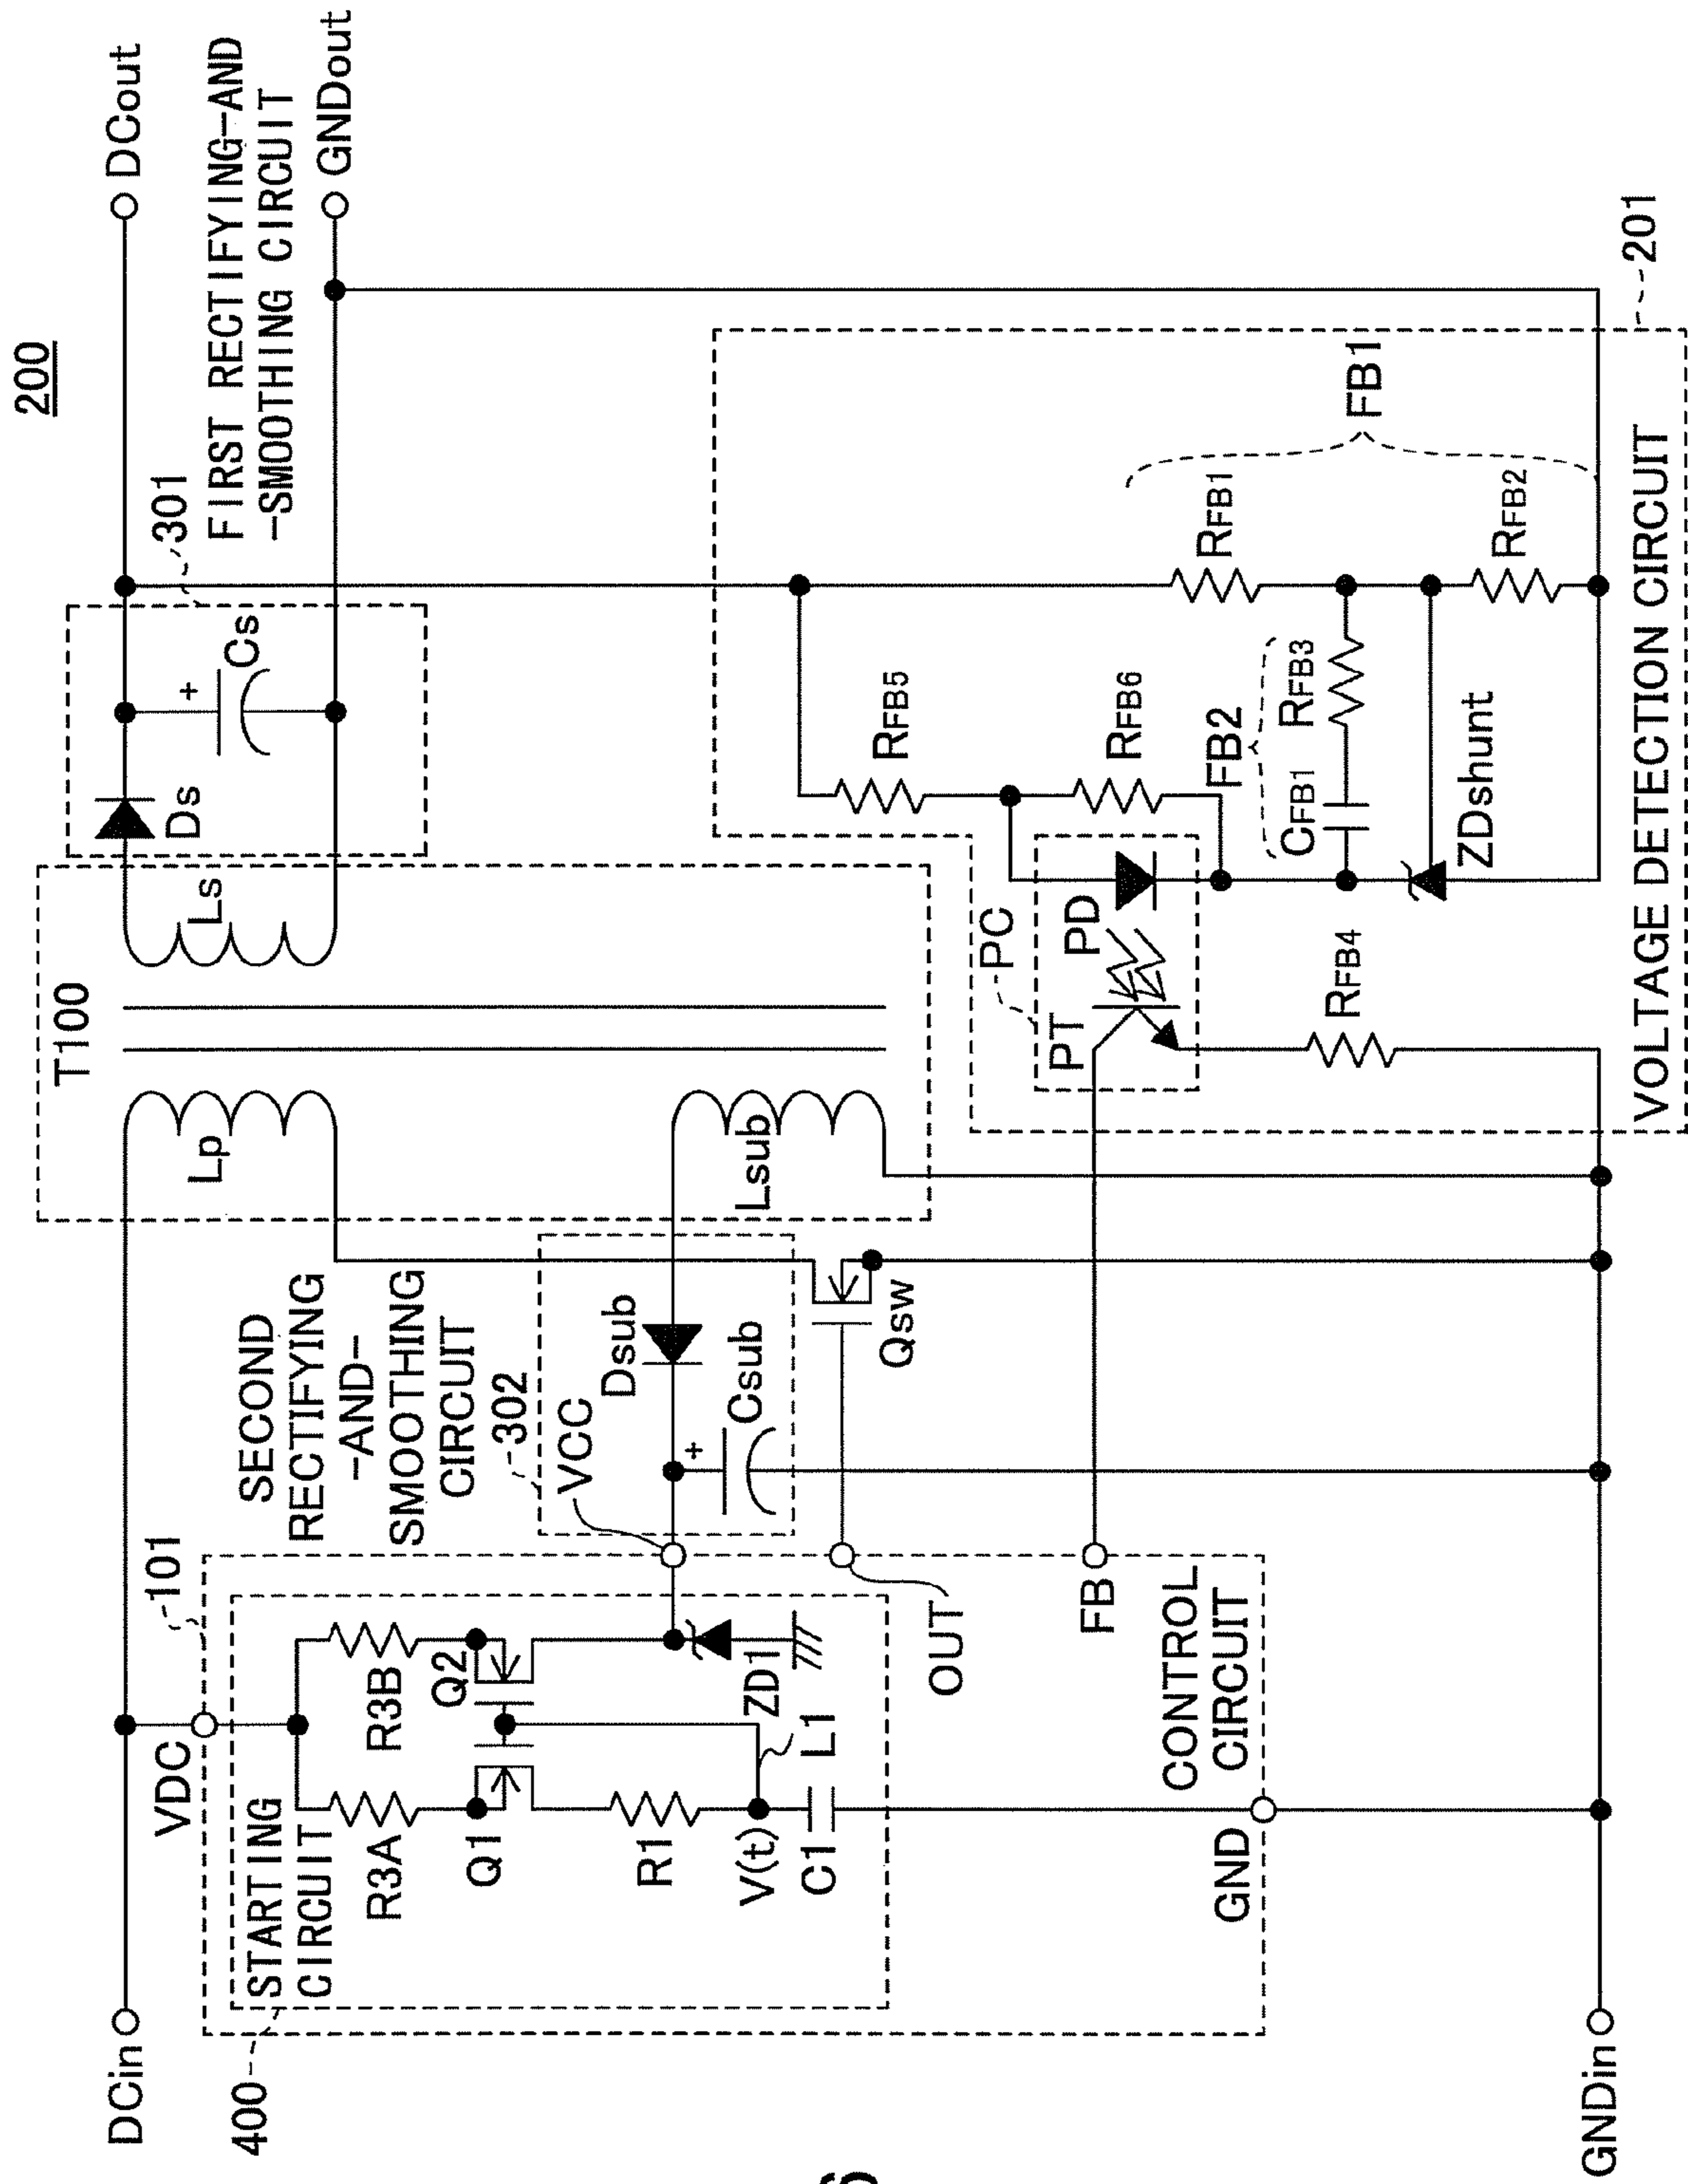 200
DCin
VDC
101
T100
Lp
Ls
Ds
Cs
+
301
FIRST RECTIFYING-AND
-SMOOTHING CIRCUIT
DCout
GNDout
400
STARTING
CIRCUIT
R3A
R3B
Q1
Q2
R1
V(t)
C1
L1
ZD1
SECOND
RECTIFYING
-AND-
SMOOTHING
CIRCUIT
302
VCC
Dsub
Csub
+
Lsub
Qsw
OUT
FB
CONTROL
CIRCUIT
GND
PC
PT
PD
RFB4
RFB5
RFB6
FB2
CFB1
RFB3
ZDshunt
RFB1
RFB2
FB1
VOLTAGE DETECTION CIRCUIT
201
GNDin